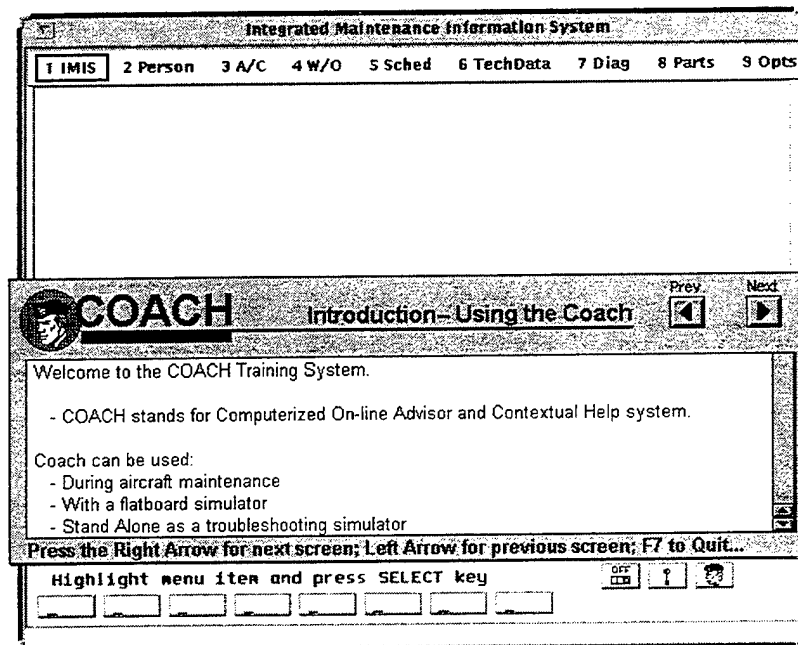 Integrated Maintenance Information System
1 IMIS 2 Person 3 A/C 4 W/O 5 Sched 6 TechData 7 Diag 8 Parts 9 Opts
COACH Introduction– Using the Coach Prev. Next
Welcome to the COACH Training System.
- COACH stands for Computerized On-line Advisor and Contextual Help system.
Coach can be used:
- During aircraft maintenance
- With a flatboard simulator
- Stand Alone as a troubleshooting simulator
Press the Right Arrow for next screen; Left Arrow for previous screen; F7 to Quit...
Highlight menu item and press SELECT key OFF